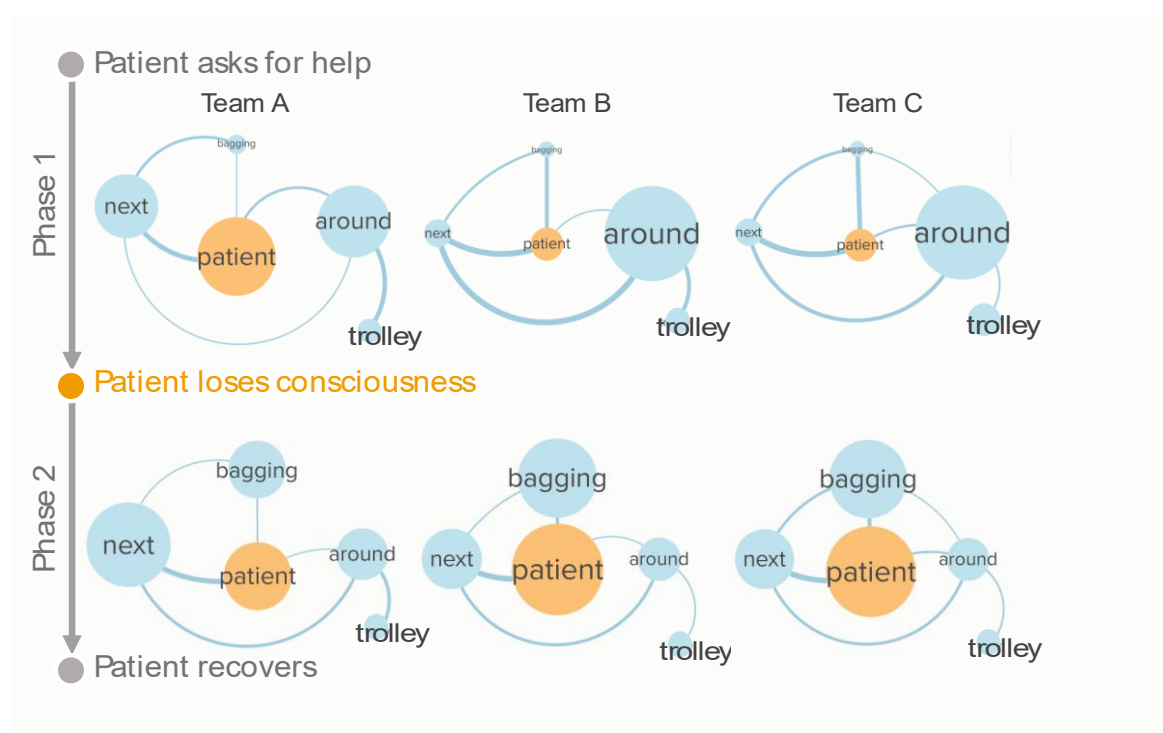 Patient asks for help
Team A
Team B
Team C
Phase 1
bagging
next
around
patient
trolley
bagging
next
patient
around
trolley
bagging
next
patient
around
trolley
Patient loses consciousness
Phase 2
bagging
next
around
patient
trolley
bagging
next
patient
around
trolley
bagging
next
patient
around
trolley
Patient recovers